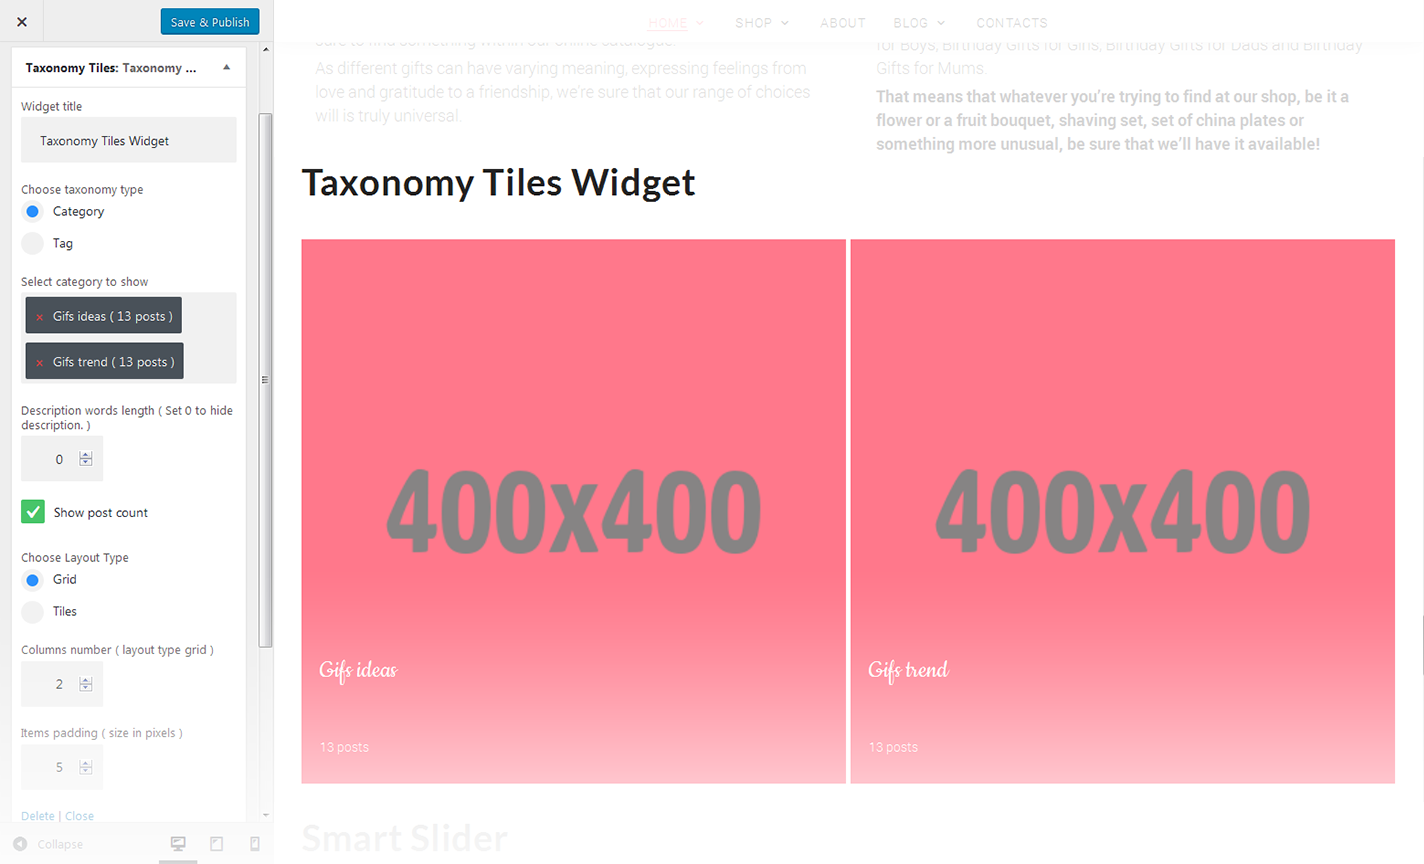 Save & Publish
Taxonomy Tiles: Taxonomy ...
Widget title
Taxonomy Tiles Widget
Choose taxonomy type
Category
Tag
Select category to show
× Gifs ideas ( 13 posts )
× Gifs trend ( 13 posts )
Description words length ( Set 0 to hide
description. )
0
Show post count
Choose Layout Type
Grid
Tiles
Columns number ( layout type grid )
2
Items padding ( size in pixels )
5
Delete | Close
Collapse
HOME SHOP ABOUT BLOG CONTACTS
sure to find something within our online catalogue.
As different gifts can have varying meaning, expressing feelings from
love and gratitude to a friendship, we're sure that our range of choices
will is truly universal.
for Boys, Birthday Gifts for Girls, Birthday Gifts for Dads and Birthday
Gifts for Mums.
That means that whatever you're trying to find at our shop, be it a
flower or a fruit bouquet, shaving set, set of china plates or
something more unusual, be sure that we'll have it available!
Taxonomy Tiles Widget
400x400
Gifs ideas
13 posts
400x400
Gifs trend
13 posts
Smart Slider